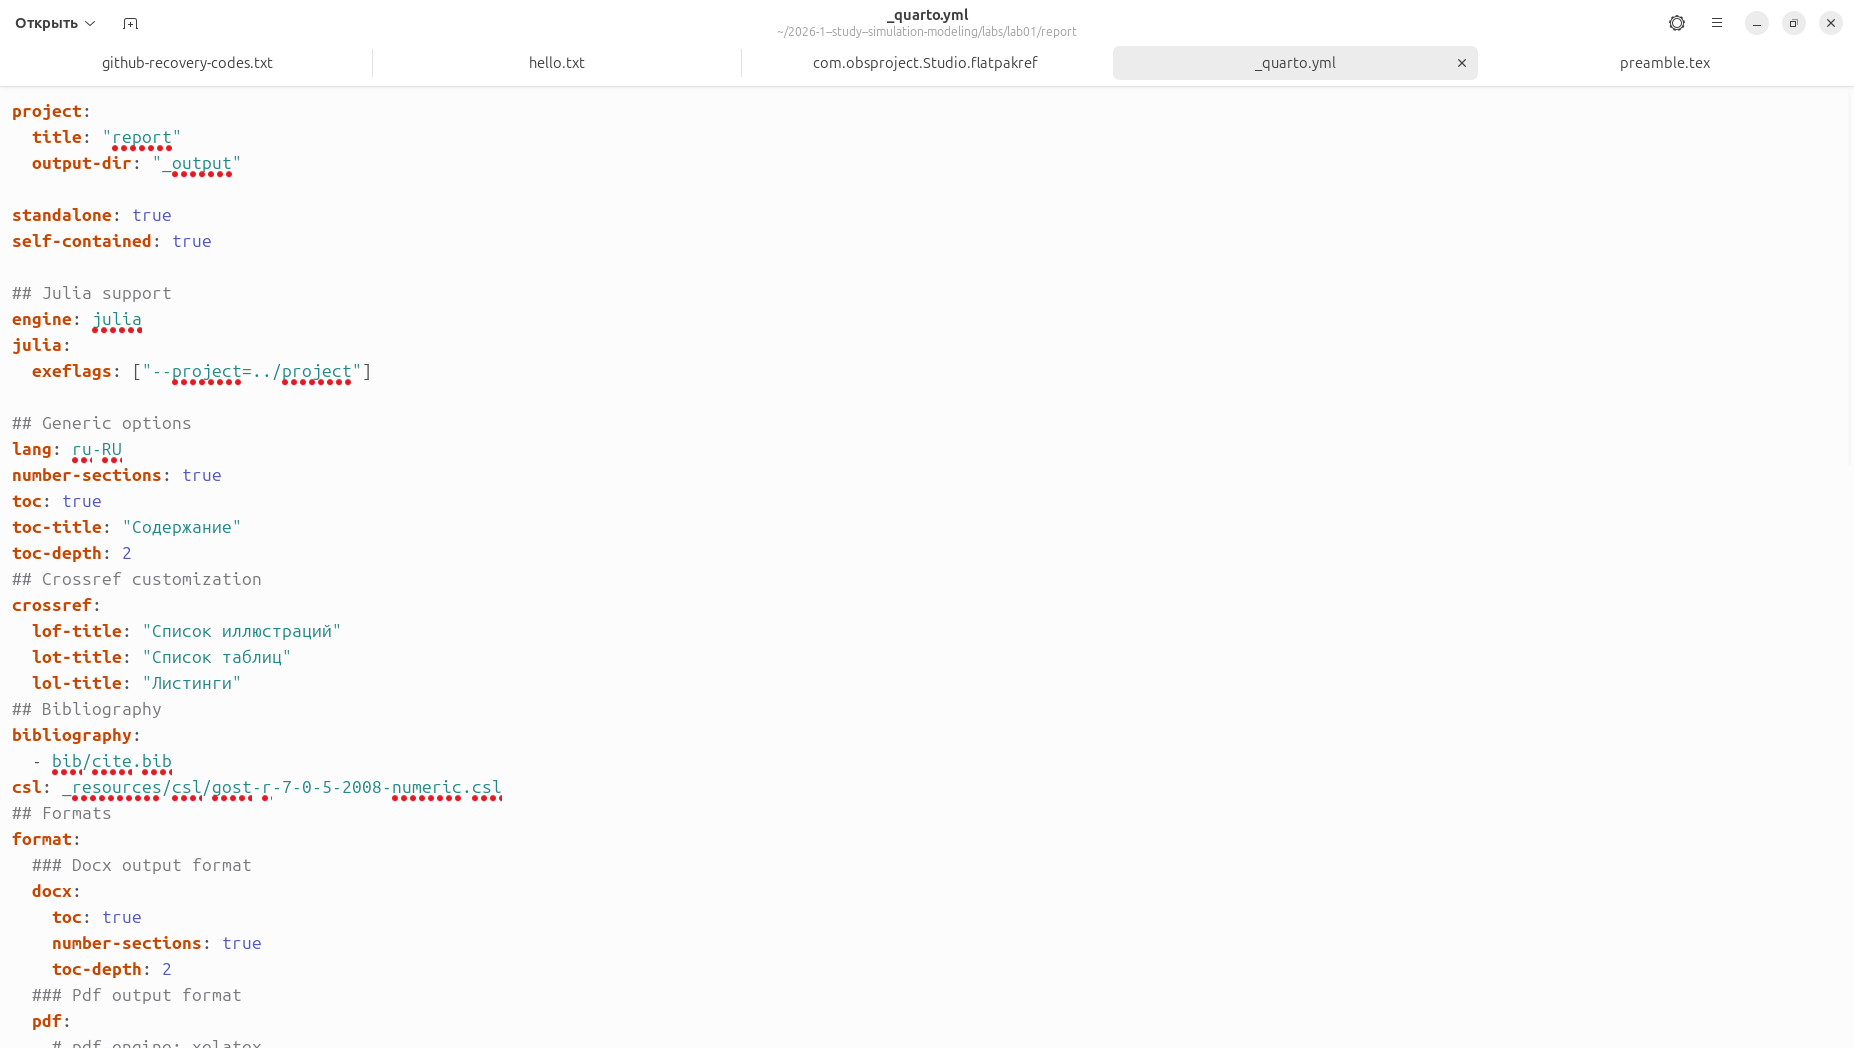 Открыть
_quarto.yml
~/2026-1--study--simulation-modeling/labs/lab01/report
github-recovery-codes.txt
hello.txt
com.obsproject.Studio.flatpakref
_quarto.yml
preamble.tex
project:
  title: "report"
  output-dir: "_output"

standalone: true
self-contained: true

## Julia support
engine: julia
julia:
  exeflags: ["--project=../project"]

## Generic options
lang: ru-RU
number-sections: true
toc: true
toc-title: "Содержание"
toc-depth: 2
## Crossref customization
crossref:
  lof-title: "Список иллюстраций"
  lot-title: "Список таблиц"
  lol-title: "Листинги"
## Bibliography
bibliography:
  - bib/cite.bib
csl: _resources/csl/gost-r-7-0-5-2008-numeric.csl
## Formats
format:
  ### Docx output format
  docx:
    toc: true
    number-sections: true
    toc-depth: 2
  ### Pdf output format
  pdf:
    # pdf engine: xelatex